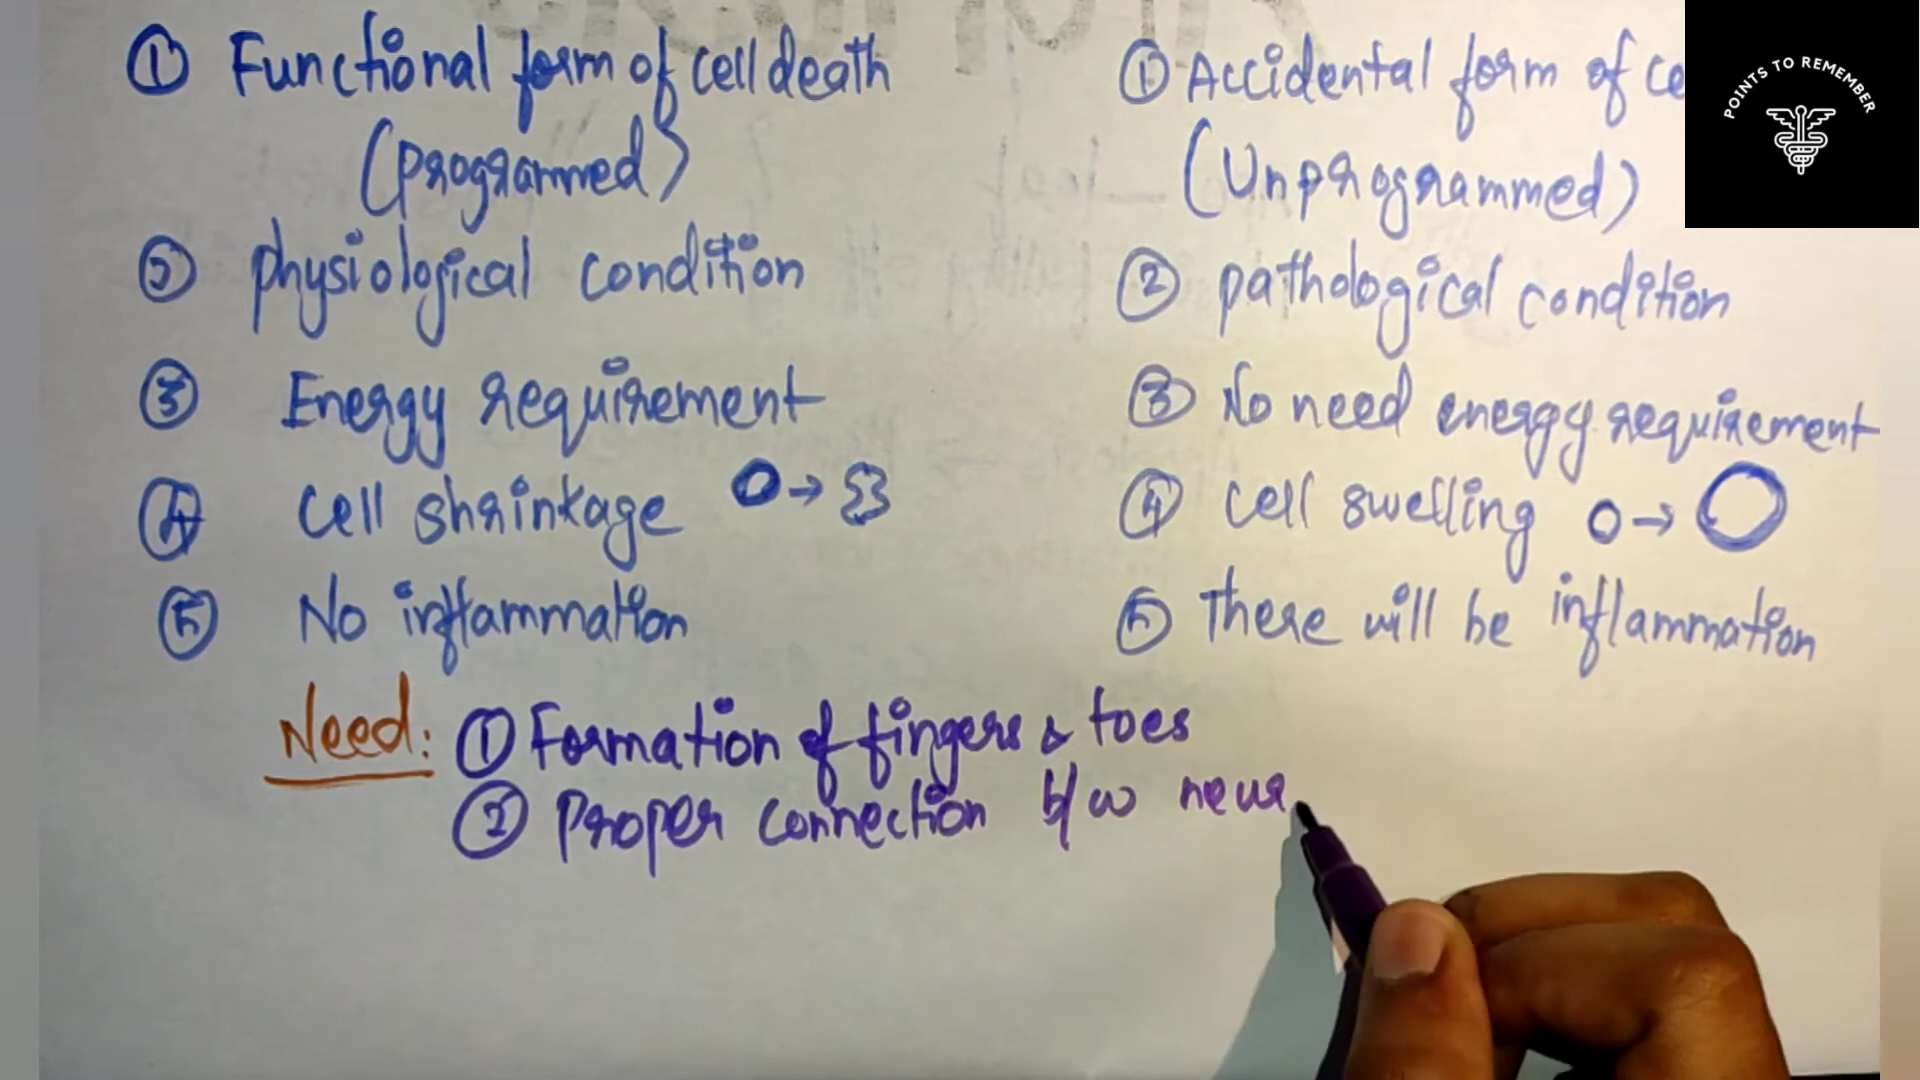 ① Functional form of cell death
(programmed)
② physiological condition
③ Energy requirement
④ cell shrinkage
⑤ No inflammation
① Accidental form of ce
(Unprogrammed)
② pathological condition
③ No need energy requirement
④ cell swelling
⑤ There will be inflammation
Need: ① Formation of fingers & toes
② Proper connection b/w neur
POINTS TO REMEMBER